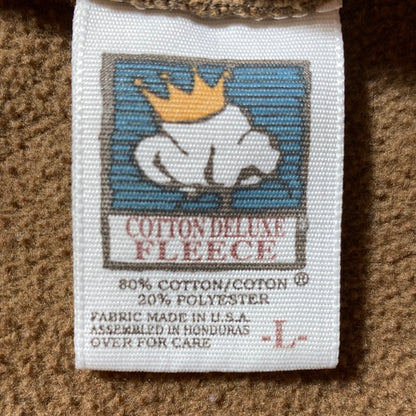 COTTON DELUXE
FLEECE
80% COTTON/COTON ®
20% POLYESTER
FABRIC MADE IN U.S.A.
ASSEMBLED IN HONDURAS
OVER FOR CARE
-L-